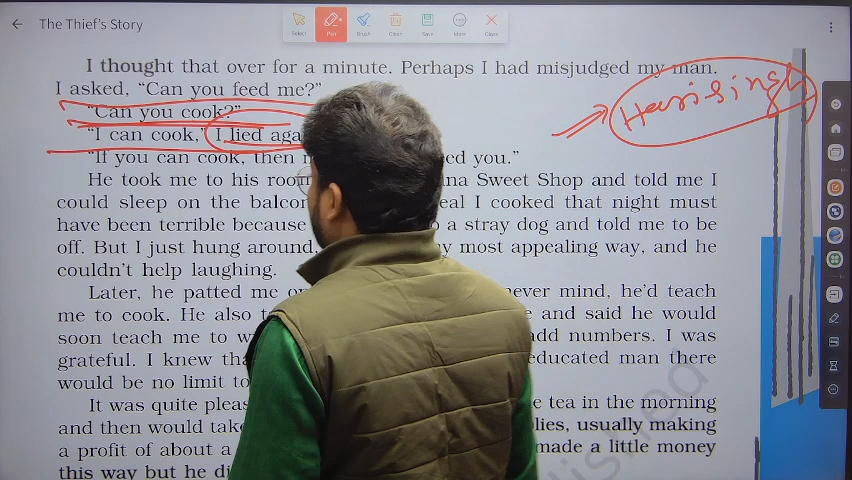 The Thief's Story
Select
Pen
Brush
Clean
Save
More
Close
I thought that over for a minute. Perhaps I had misjudged my man.
I asked, "Can you feed me?"
Hari singh
"Can you cook?"
"I can cook," I lied aga
"If you can cook, then ed you."
He took me to his room na Sweet Shop and told me I
could sleep on the balcon eal I cooked that night must
have been terrible because o a stray dog and told me to be
off. But I just hung around, y most appealing way, and he
couldn't help laughing.
Later, he patted me on never mind, he'd teach
me to cook. He also t e and said he would
soon teach me to w add numbers. I was
grateful. I knew tha educated man there
would be no limit to
It was quite pleas e tea in the morning
and then would take lies, usually making
a profit of about a made a little money
this way but he di